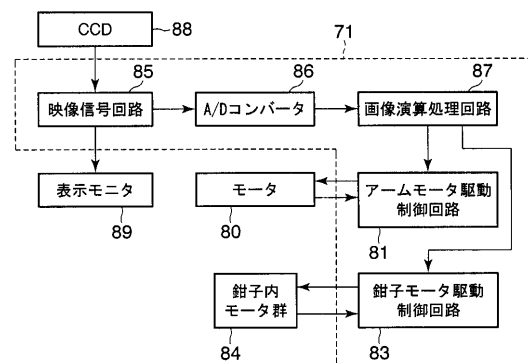 CCD
88
71
85
86
87
映像信号回路
A/Dコンバータ
画像演算処理回路
表示モニタ
モータ
アームモータ駆動
制御回路
89
80
81
鉗子内
モータ群
鉗子モータ駆動
制御回路
84
83